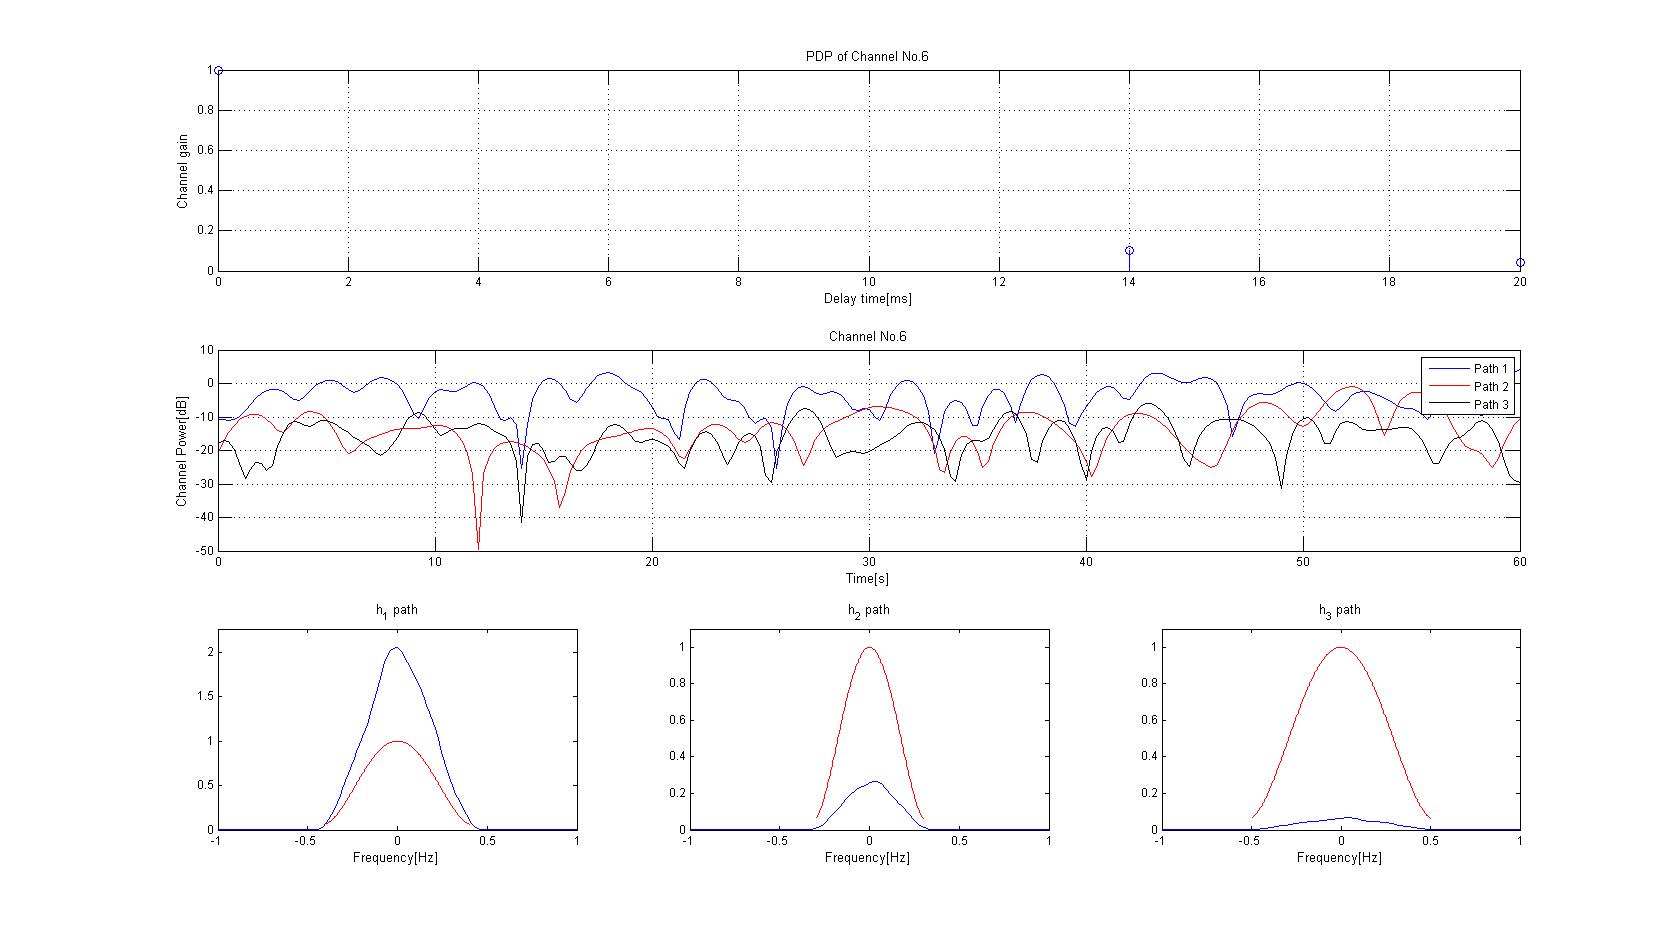 PDP of Channel No.6
Channel gain
1
0.8
0.6
0.4
0.2
0
0 2 4 6 8 10 12 14 16 18 20
Delay time[ms]
Channel No.6
Channel Power[dB]
10
0
-10
-20
-30
-40
-50
Path 1
Path 2
Path 3
0 10 20 30 40 50 60
Time[s]
h1 path
2
1.5
1
0.5
0
-1 -0.5 0 0.5 1
Frequency[Hz]
h2 path
1
0.8
0.6
0.4
0.2
0
-1 -0.5 0 0.5 1
Frequency[Hz]
h3 path
1
0.8
0.6
0.4
0.2
0
-1 -0.5 0 0.5 1
Frequency[Hz]